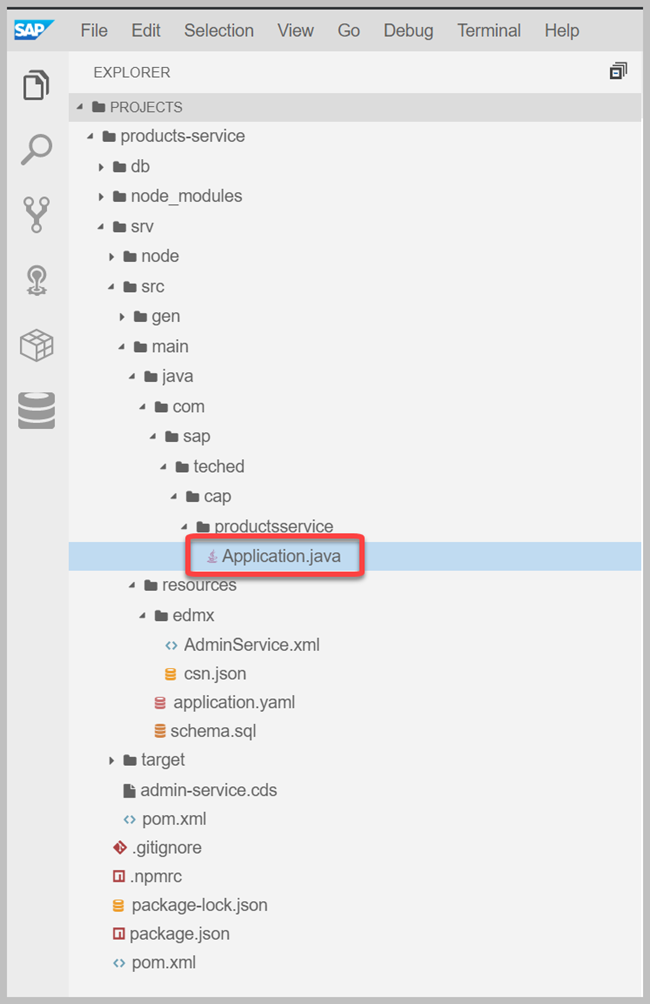 SAP File Edit Selection View Go Debug Terminal Help
EXPLORER
PROJECTS
products-service
db
node_modules
srv
node
src
gen
main
java
com
sap
teched
cap
productsservice
Application.java
resources
edmx
AdminService.xml
csn.json
application.yaml
schema.sql
target
admin-service.cds
pom.xml
.gitignore
.npmrc
package-lock.json
package.json
pom.xml